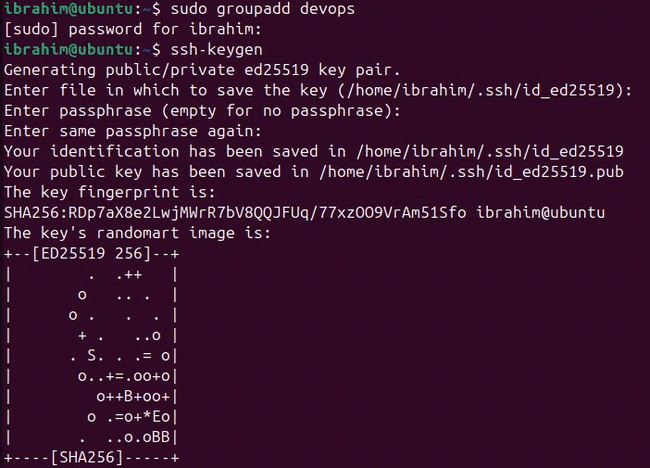 ibrahim@ubuntu:~$ sudo groupadd devops
[sudo] password for ibrahim:
ibrahim@ubuntu:~$ ssh-keygen
Generating public/private ed25519 key pair.
Enter file in which to save the key (/home/ibrahim/.ssh/id_ed25519):
Enter passphrase (empty for no passphrase):
Enter same passphrase again:
Your identification has been saved in /home/ibrahim/.ssh/id_ed25519
Your public key has been saved in /home/ibrahim/.ssh/id_ed25519.pub
The key fingerprint is:
SHA256:RDp7aX8e2LwjMWrR7bV8QQJFUq/77xzOO9VrAm51Sfo ibrahim@ubuntu
The key's randomart image is:
+--[ED25519 256]--+
|        .  .++   |
|       o   .. .  |
|      o .   .  . |
|       + .   ..o |
|      . S. . .= o|
|       o..+=.oo+o|
|         o++B+oo+|
|        o .=o+*Eo|
|       .  ..o.oBB|
+----[SHA256]-----+